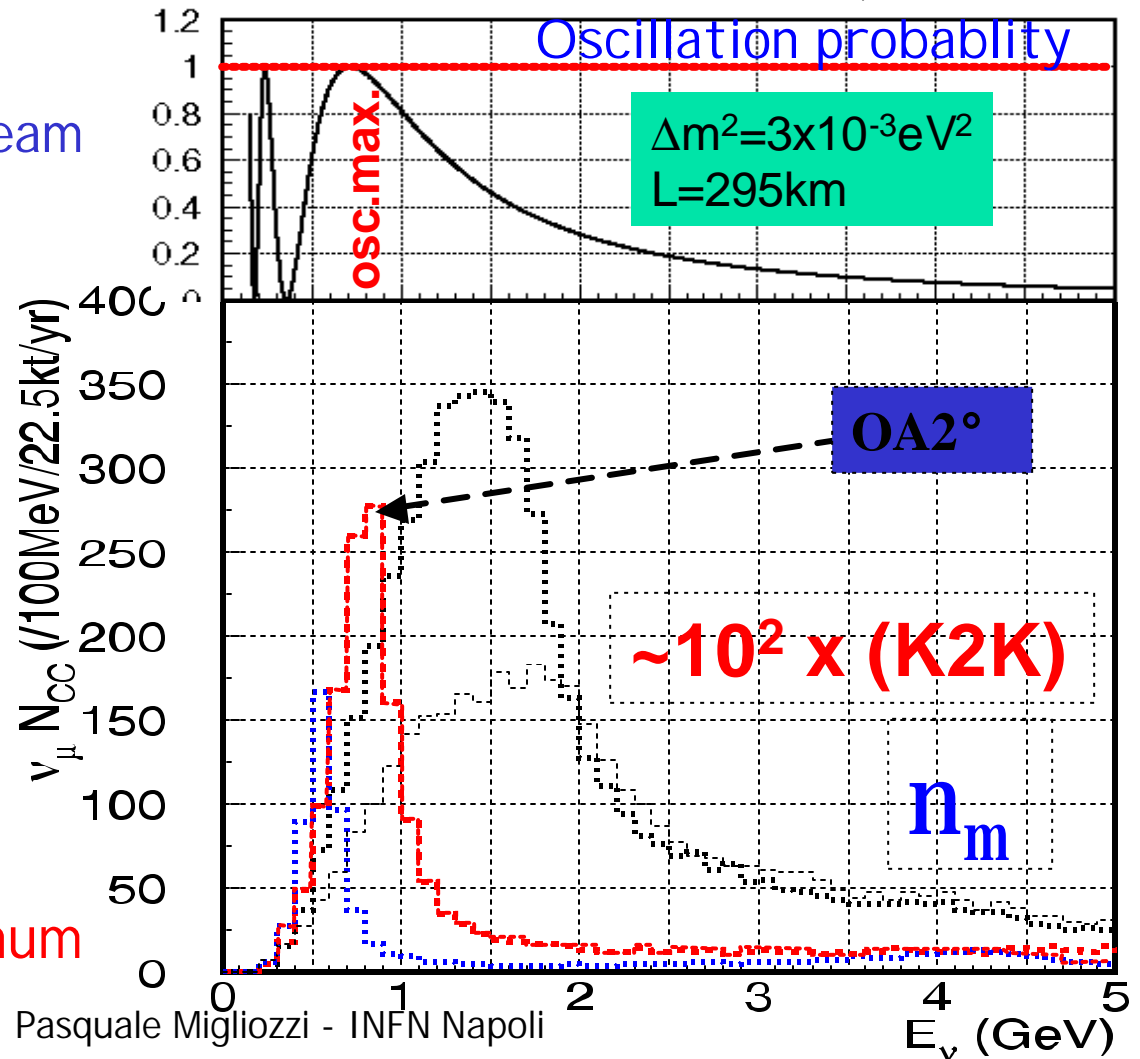 1.2
Oscillation probablity
1
0.8
0.6
0.4
0.2
0
osc.max.
Δm²=3x10⁻³eV²
L=295km
eam
400
350
300
250
200
150
100
50
0
ν_μ N_CC (/100MeV/22.5kt/yr)
OA2°
~10² x (K2K)
n_m
num
0 1 2 3 4 5
Pasquale Migliozzi - INFN Napoli
E_ν (GeV)